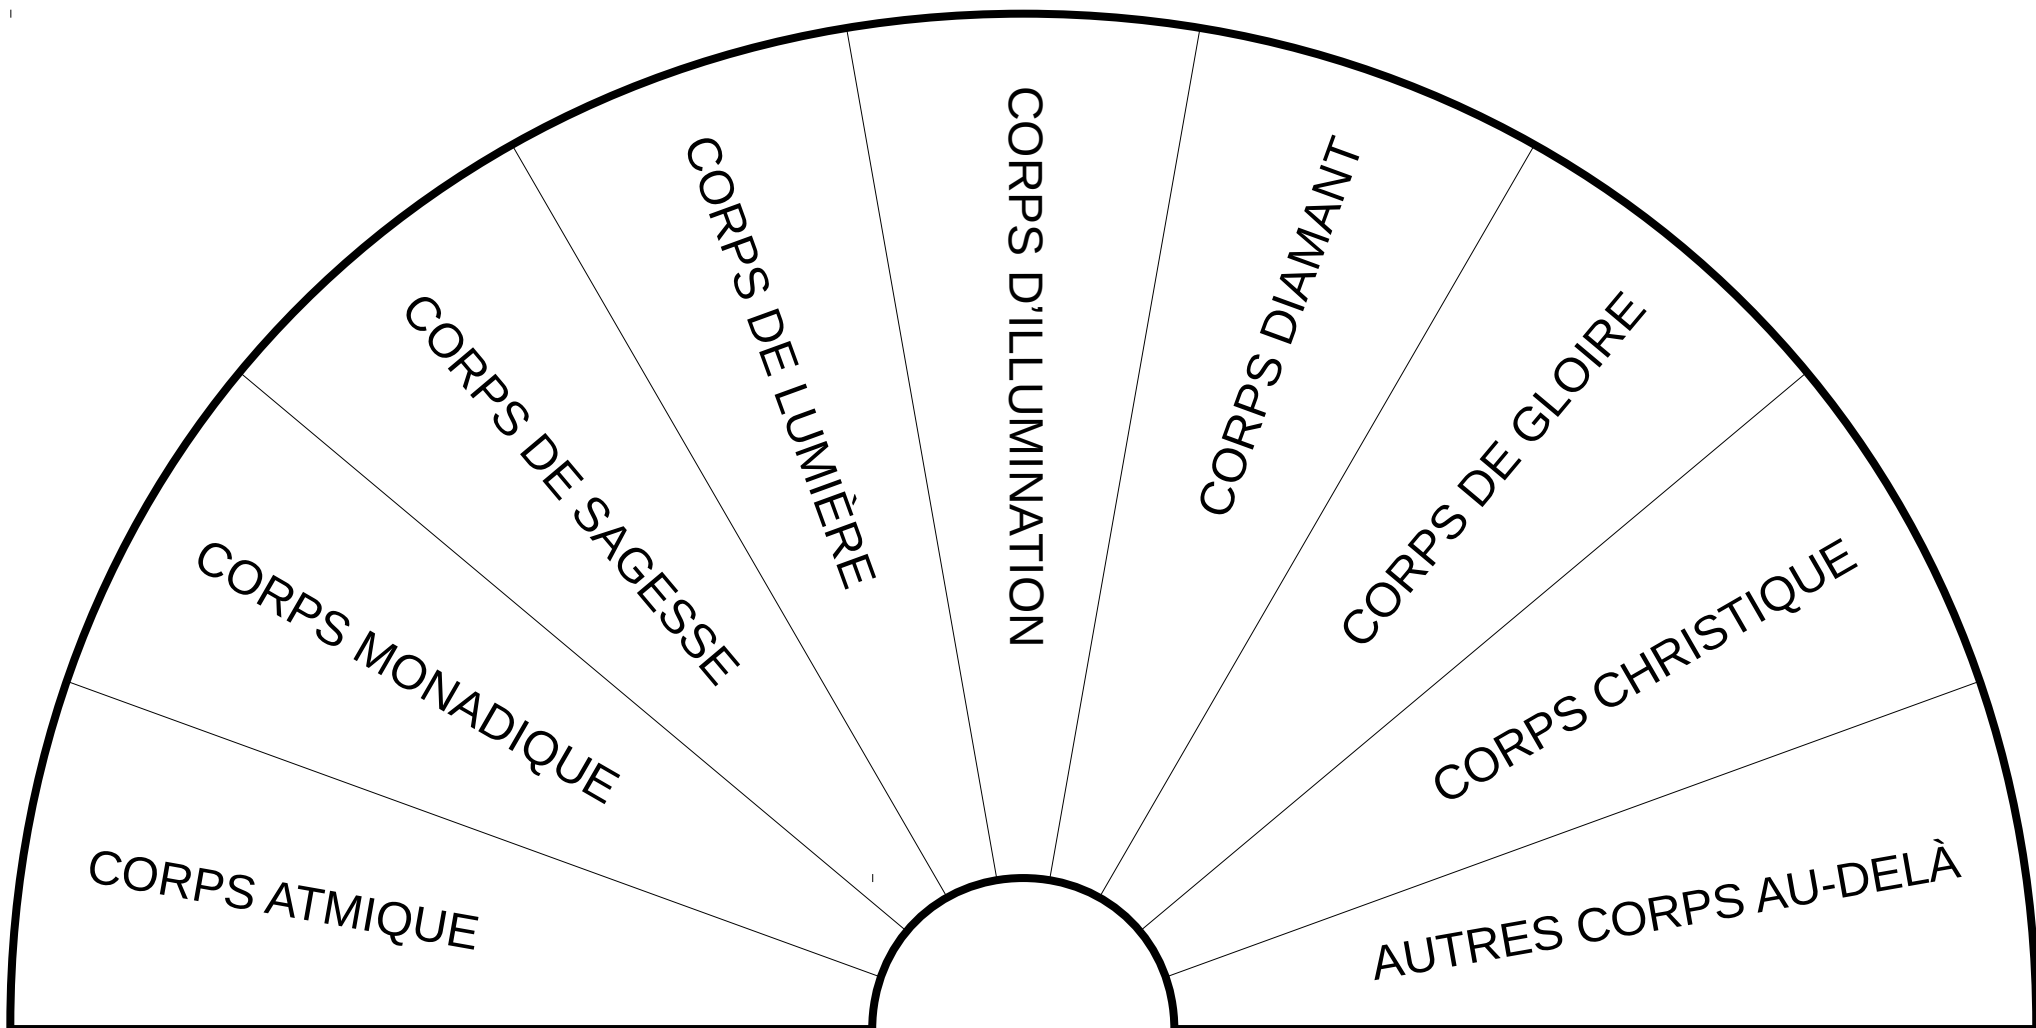 CORPS ATMIQUE
CORPS MONADIQUE
CORPS DE SAGESSE
CORPS DE LUMIÈRE
CORPS D’ILLUMINATION
CORPS DIAMANT
CORPS DE GLOIRE
CORPS CHRISTIQUE
AUTRES CORPS AU-DELÀ